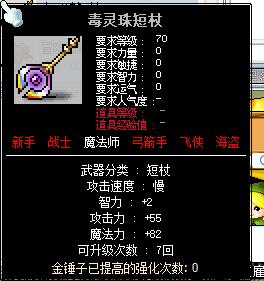 毒灵珠短杖
要求等级： 70
要求力量： 0
要求敏捷： 0
要求智力： 0
要求运气： 0
要求人气度： -
道具等级： -
道具经验值： -
新手 战士 魔法师 弓箭手 飞侠 海盗
武器分类 : 短杖
攻击速度 : 慢
智力 : +2
攻击力 : +55
魔法力 : +82
可升级次数 : 7回
金锤子已提高的强化次数: 0